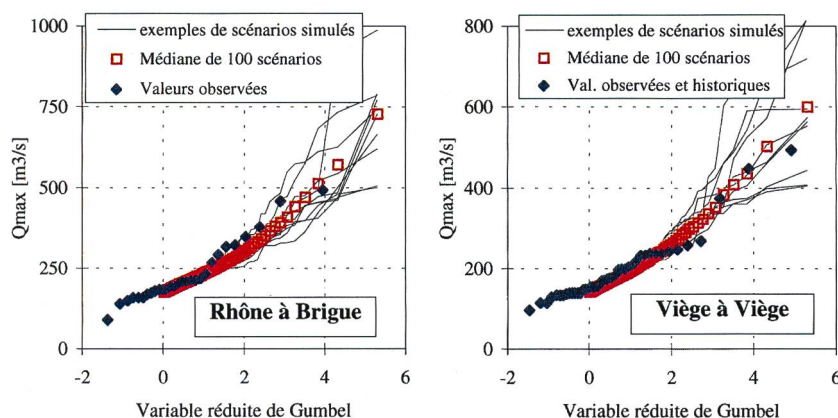 1000
750
500
250
0
Qmax [m3/s]
exemples de scénarios simulés
Médiane de 100 scénarios
Valeurs observées
Rhône à Brigue
-2
0
2
4
6
Variable réduite de Gumbel
800
600
400
200
0
Qmax [m3/s]
exemples de scénarios simulés
Médiane de 100 scénarios
Val. observées et historiques
Viège à Viège
-2
0
2
4
6
Variable réduite de Gumbel